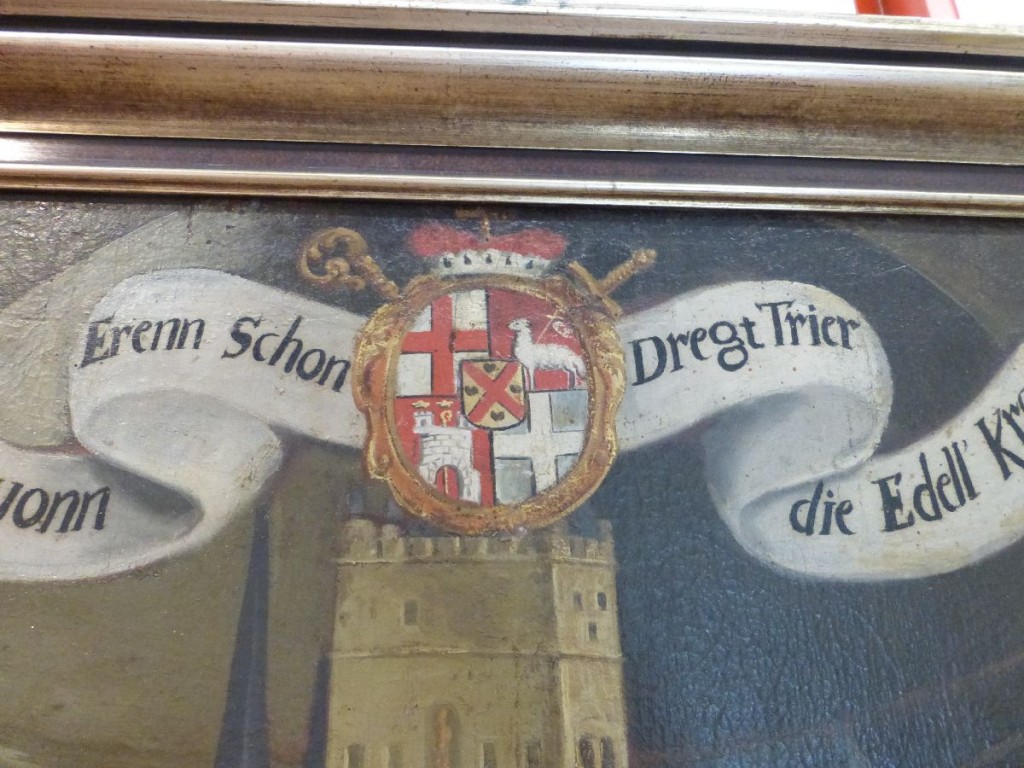 vonn
Erenn Schon Dregt Trier
die Edell'